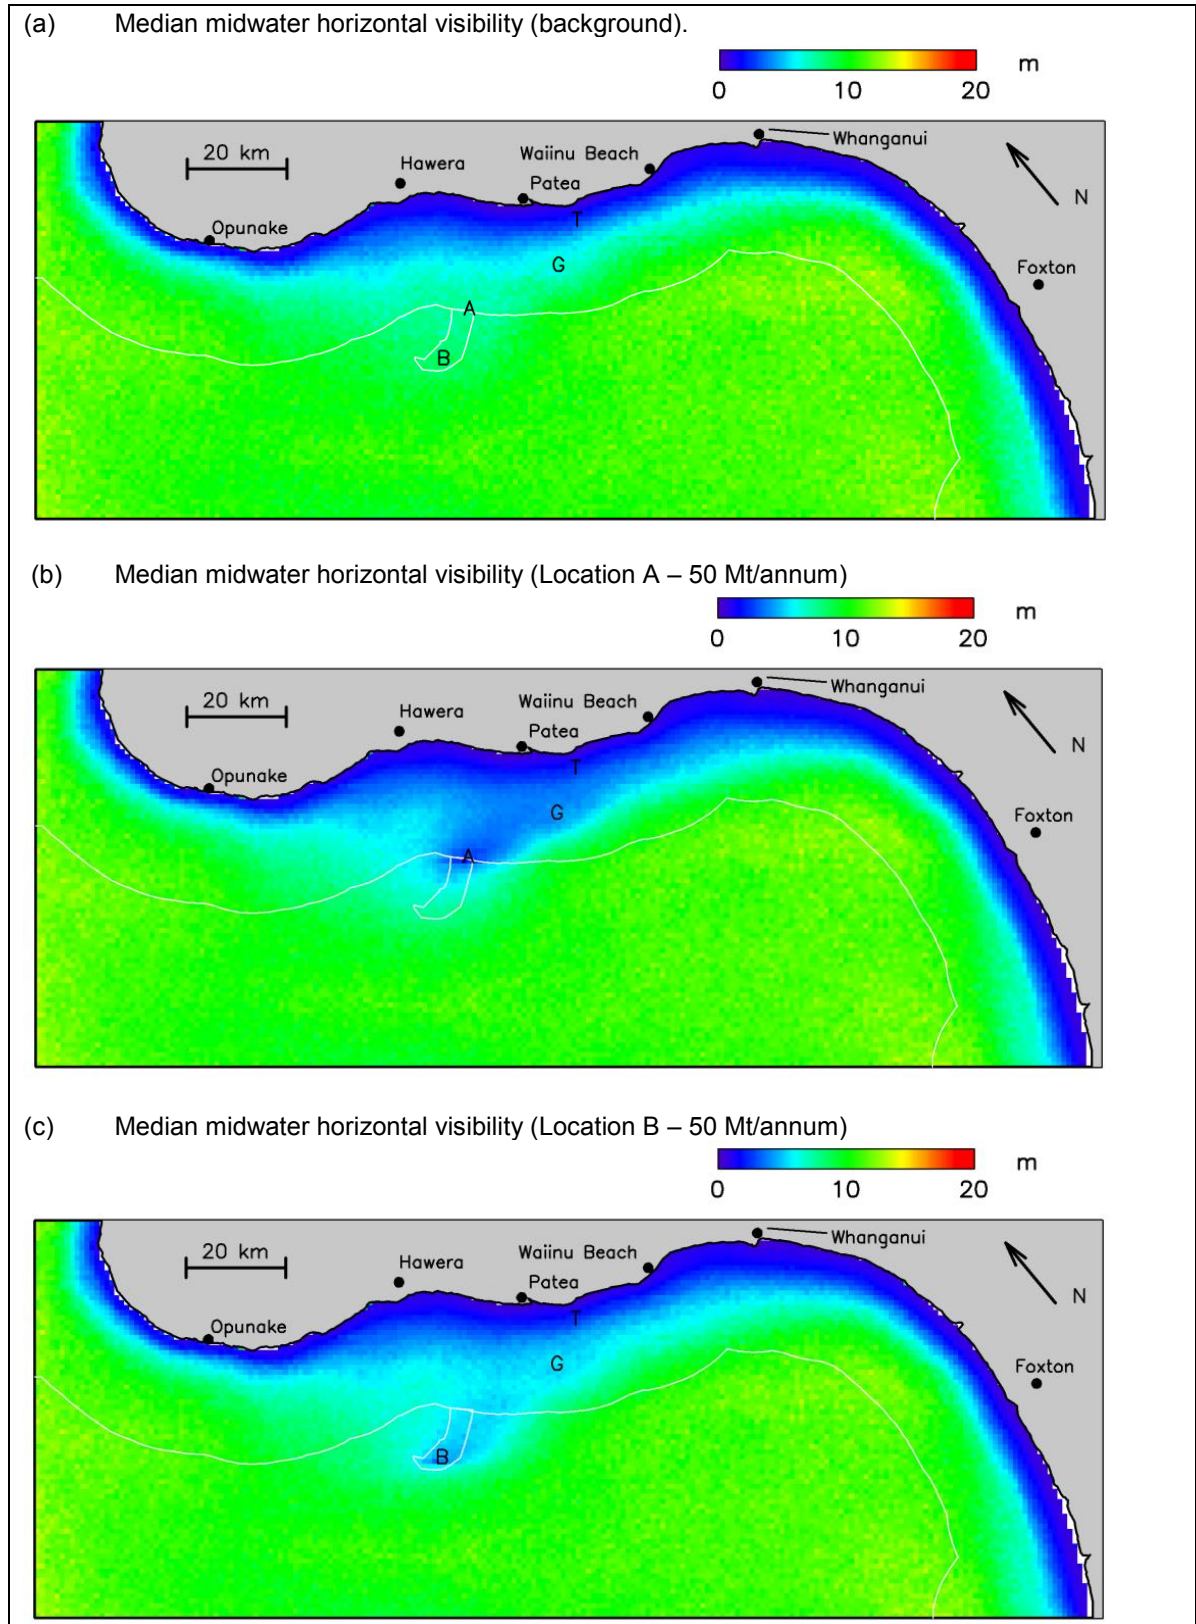 (a) Median midwater horizontal visibility (background).
m
0 10 20
20 km
Hawera
Waiinu Beach
Whanganui
Patea
N
T
Opunake
G
Foxton
A
B
(b) Median midwater horizontal visibility (Location A – 50 Mt/annum)
m
0 10 20
20 km
Hawera
Waiinu Beach
Whanganui
Patea
N
T
Opunake
G
Foxton
A
(c) Median midwater horizontal visibility (Location B – 50 Mt/annum)
m
0 10 20
20 km
Hawera
Waiinu Beach
Whanganui
Patea
N
T
Opunake
G
Foxton
B